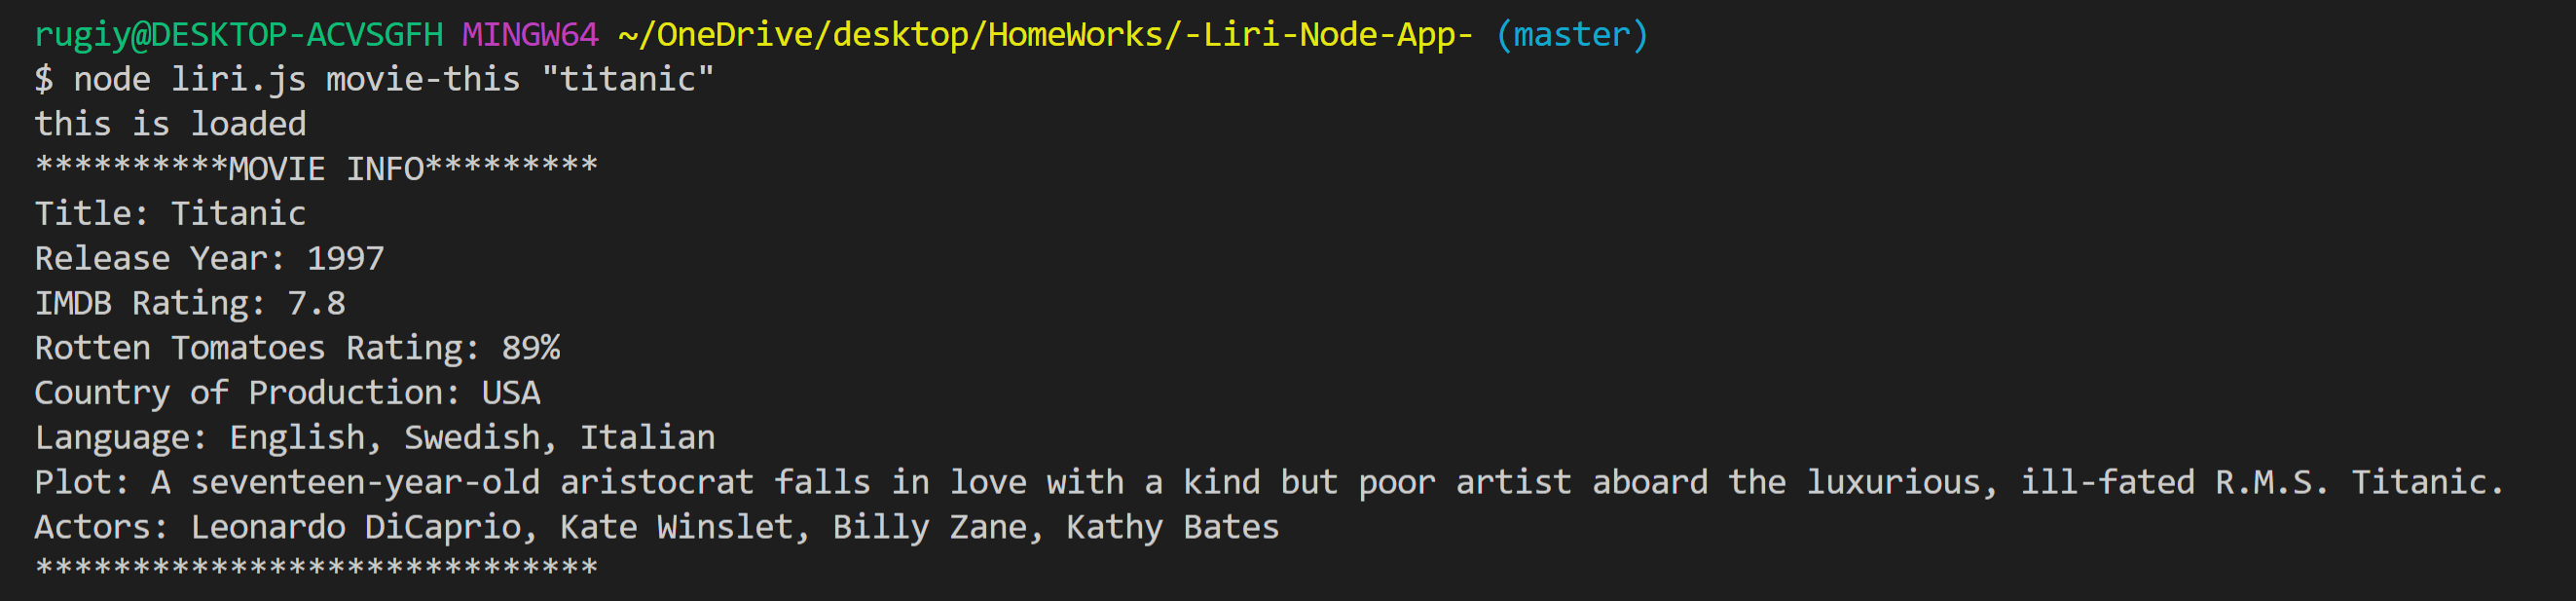 rugiy@DESKTOP-ACVSGFH MINGW64 ~/OneDrive/desktop/HomeWorks/-Liri-Node-App- (master)
$ node liri.js movie-this "titanic"
this is loaded
**********MOVIE INFO*********
Title: Titanic
Release Year: 1997
IMDB Rating: 7.8
Rotten Tomatoes Rating: 89%
Country of Production: USA
Language: English, Swedish, Italian
Plot: A seventeen-year-old aristocrat falls in love with a kind but poor artist aboard the luxurious, ill-fated R.M.S. Titanic.
Actors: Leonardo DiCaprio, Kate Winslet, Billy Zane, Kathy Bates
*****************************